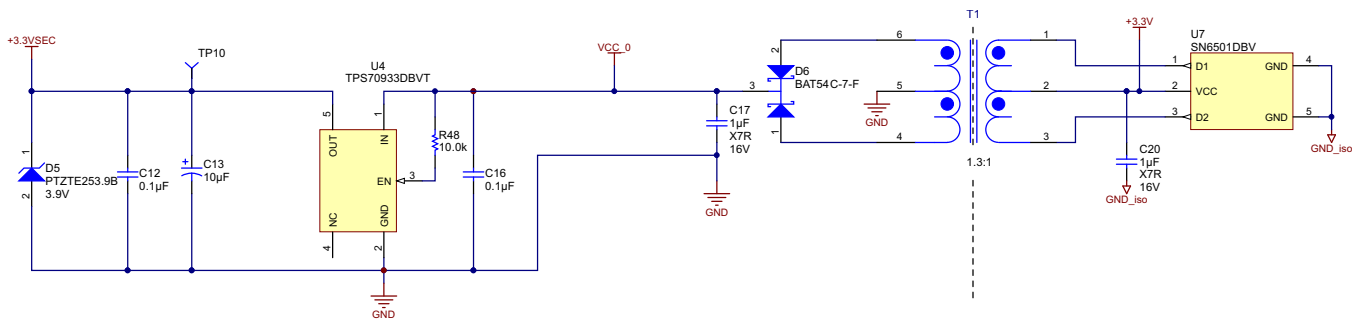 +3.3VSEC
TP10
U4
TPS70933DBVT
5
1
OUT
IN
EN
3
NC
GND
4
2
R48
10.0k
1
D5
PTZTE253.9B
3.9V
2
C12
0.1µF
+
C13
10µF
C16
0.1µF
GND
VCC_0
C17
1µF
X7R
16V
GND
3
2
D6
BAT54C-7-F
1
T1
6
5
4
GND
1
2
3
1.3:1
+3.3V
C20
1µF
X7R
16V
GND_iso
U7
SN6501DBV
1
D1
GND
4
2
VCC
3
D2
GND
5
GND_iso